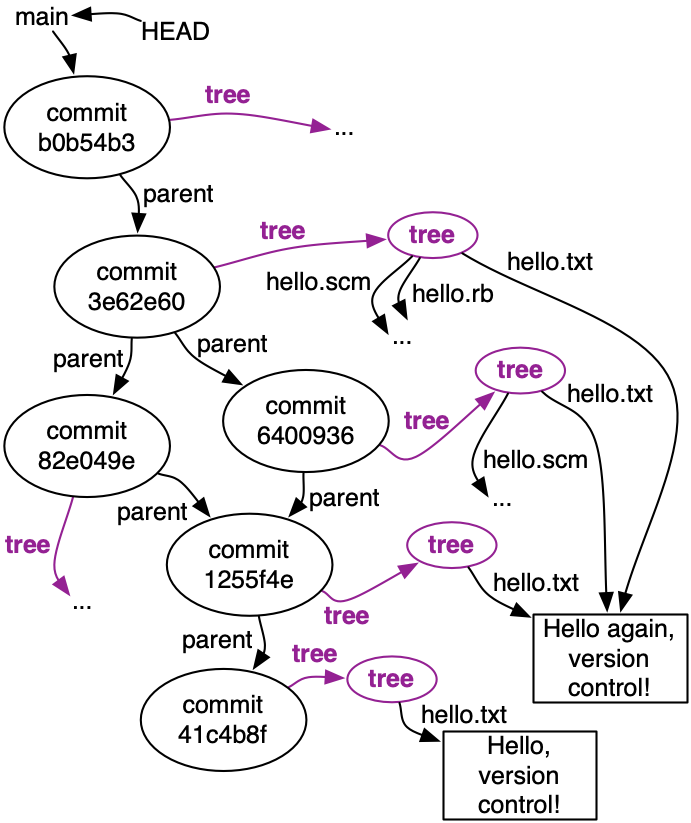 main
HEAD
commit
b0b54b3
tree
...
parent
commit
3e62e60
tree
tree
hello.scm
hello.rb
hello.txt
...
parent
parent
commit
82e049e
commit
6400936
tree
tree
hello.txt
hello.scm
...
parent
parent
tree
...
commit
1255f4e
tree
tree
hello.txt
Hello again,
version
control!
parent
commit
41c4b8f
tree
tree
hello.txt
Hello,
version
control!